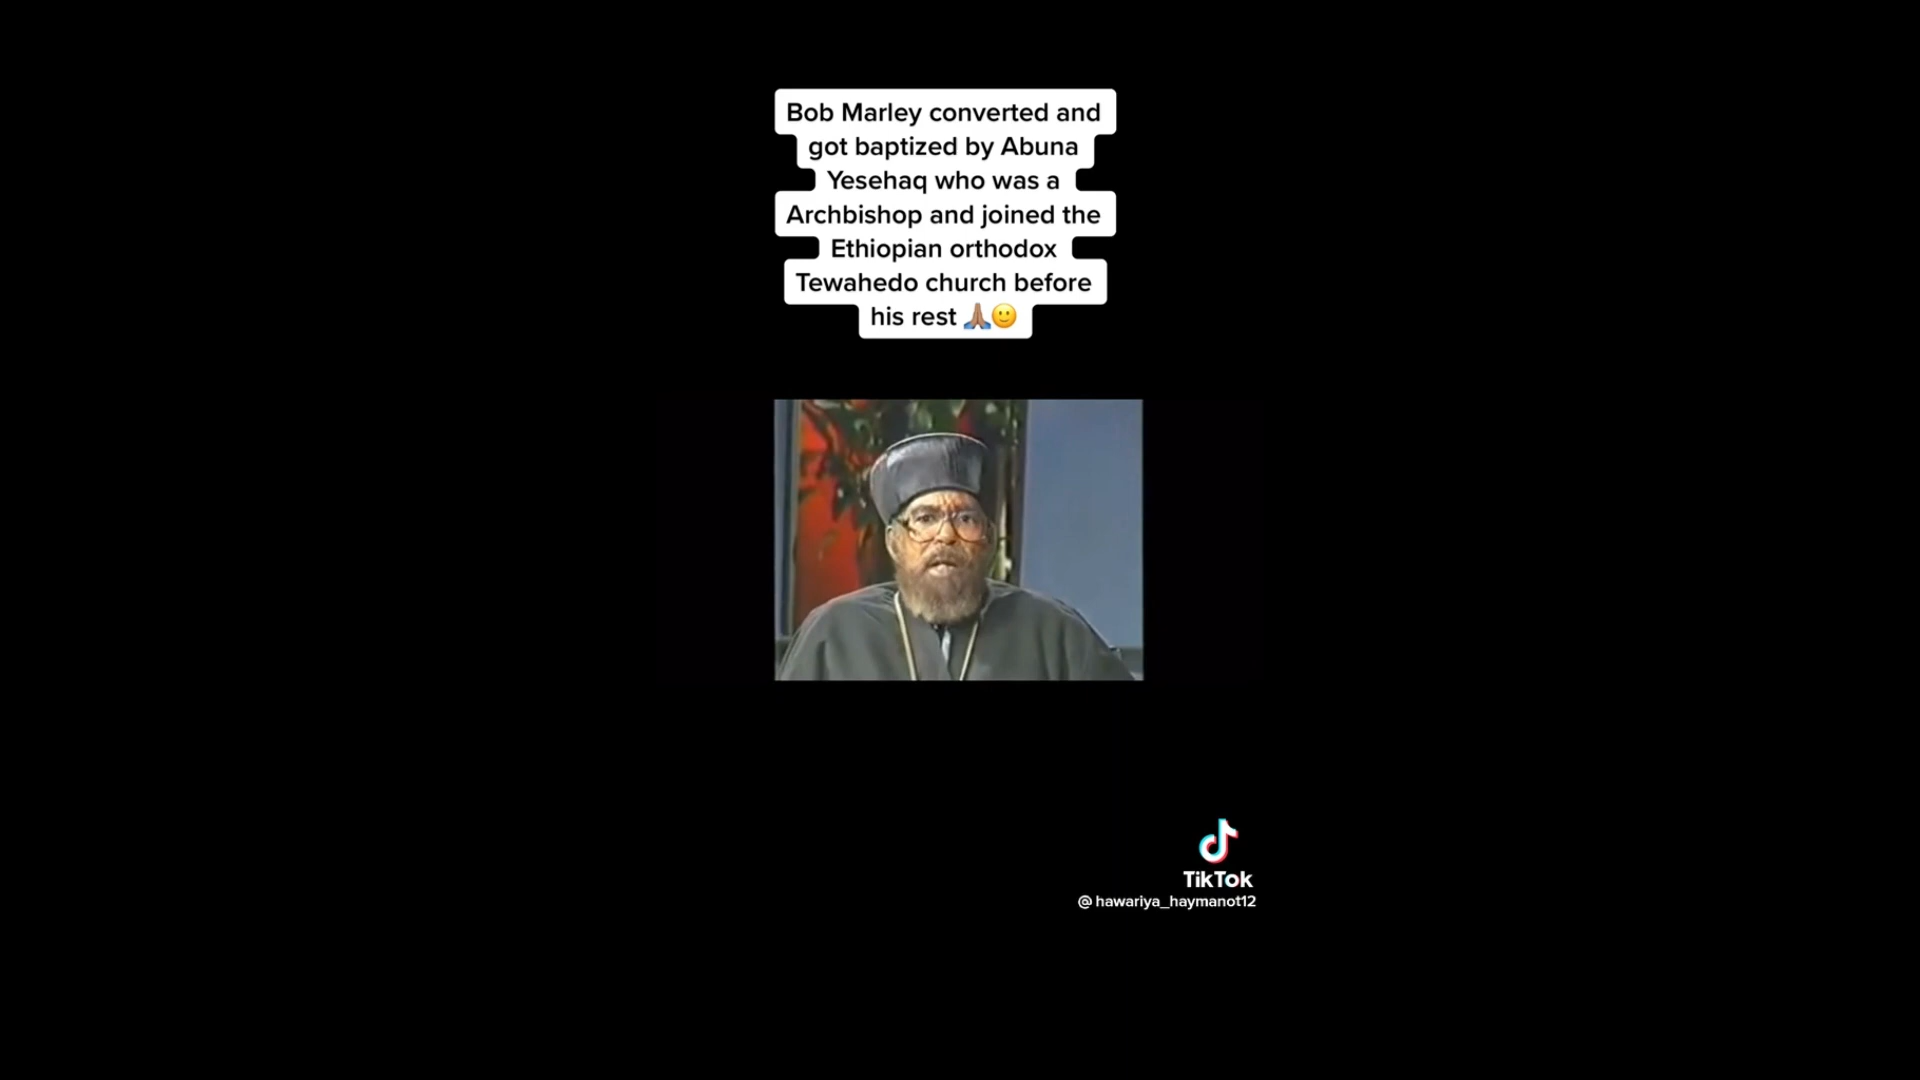 Bob Marley converted and
got baptized by Abuna
Yesehaq who was a
Archbishop and joined the
Ethiopian orthodox
Tewahedo church before
his rest 🙏🏽🙂
TikTok
@hawariya_haymanot12